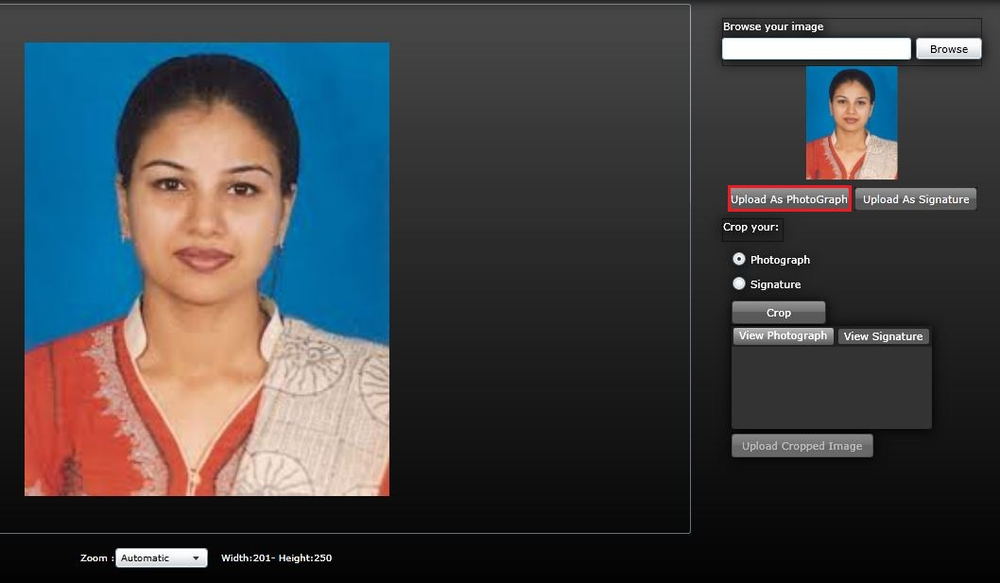 Browse your image
Browse
Upload As PhotoGraph Upload As Signature
Crop your:
Photograph
Signature
Crop
View Photograph View Signature
Upload Cropped Image
Zoom : Automatic Width:201- Height:250